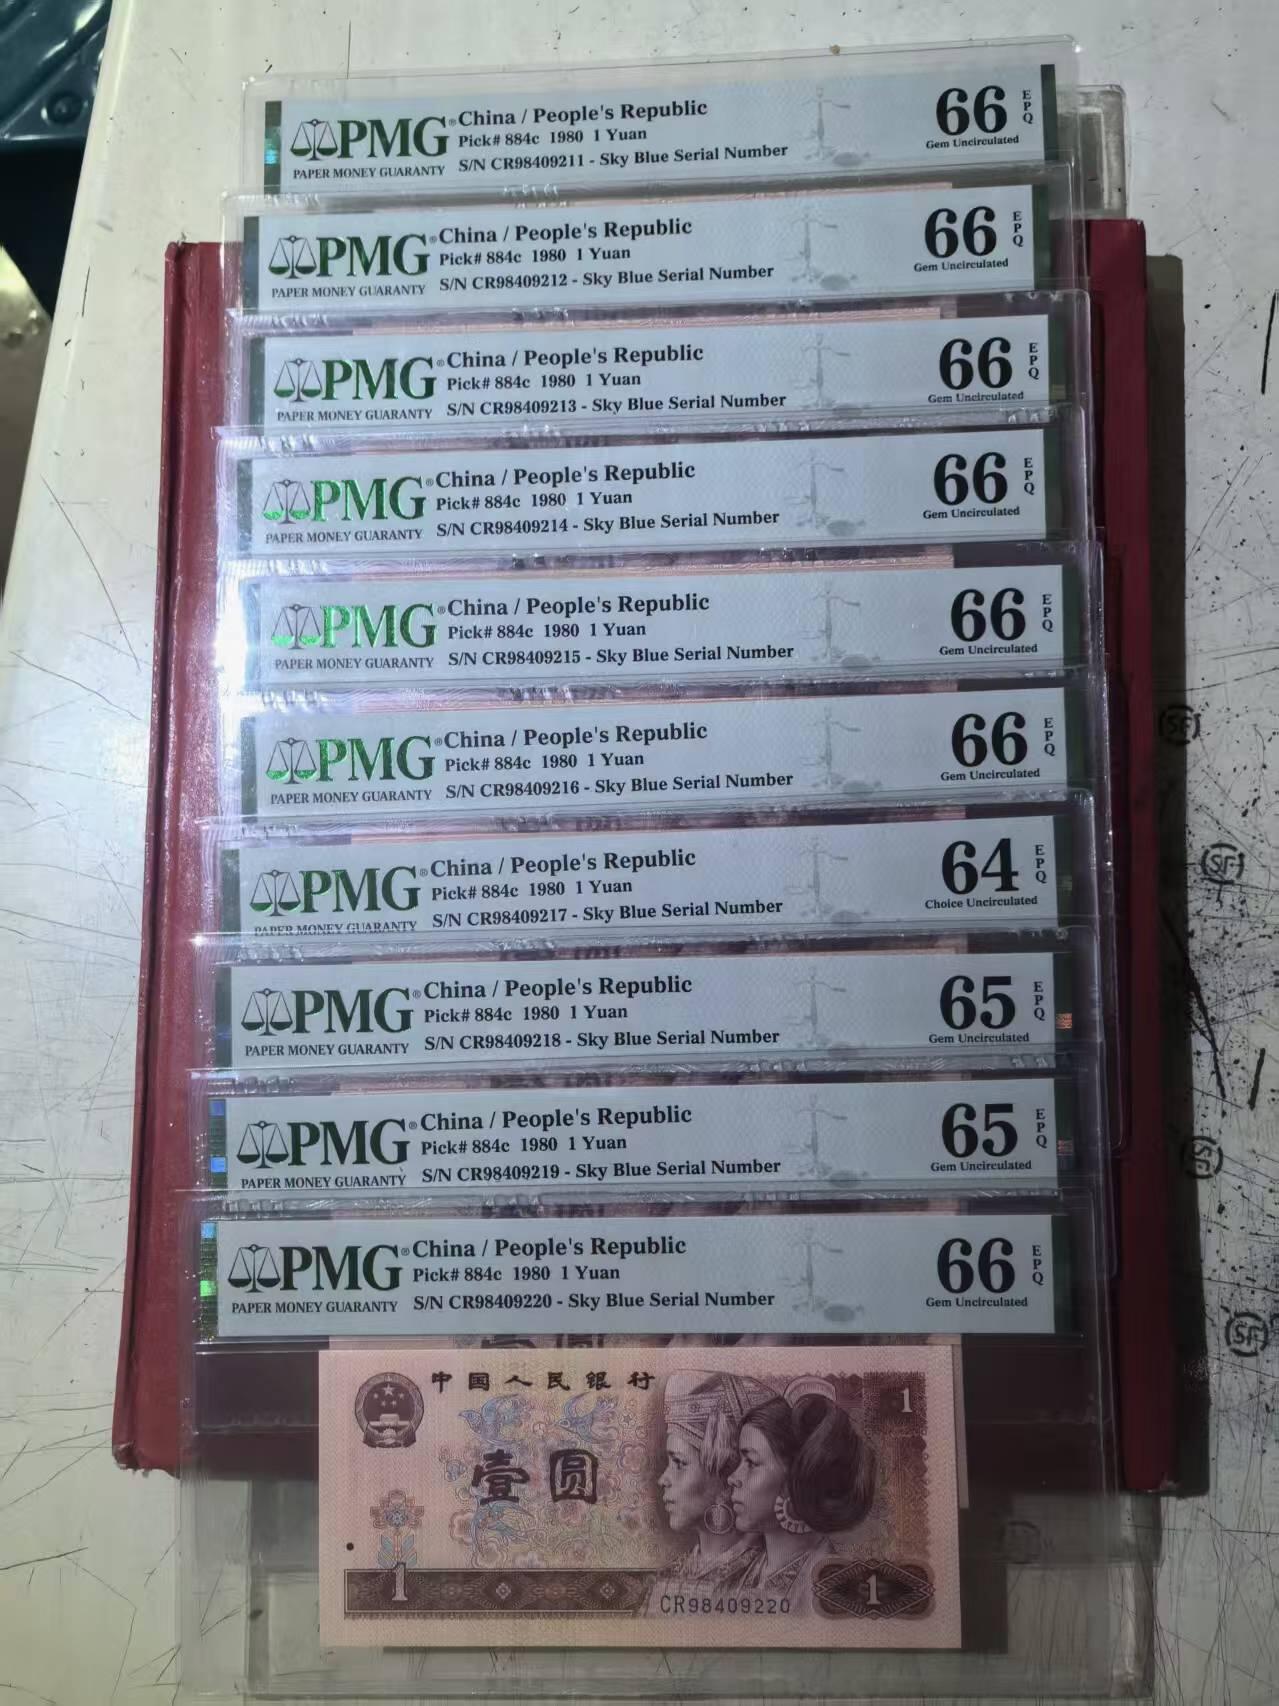 PMG® China / People's Republic 66 EPQ
Pick# 884c 1980 1 Yuan Gem Uncirculated
PAPER MONEY GUARANTY S/N CR98409211 - Sky Blue Serial Number
PMG® China / People's Republic 66 EPQ
Pick# 884c 1980 1 Yuan Gem Uncirculated
PAPER MONEY GUARANTY S/N CR98409212 - Sky Blue Serial Number
PMG® China / People's Republic 66 EPQ
Pick# 884c 1980 1 Yuan Gem Uncirculated
PAPER MONEY GUARANTY S/N CR98409213 - Sky Blue Serial Number
PMG® China / People's Republic 66 EPQ
Pick# 884c 1980 1 Yuan Gem Uncirculated
PAPER MONEY GUARANTY S/N CR98409214 - Sky Blue Serial Number
PMG® China / People's Republic 66 EPQ
Pick# 884c 1980 1 Yuan Gem Uncirculated
PAPER MONEY GUARANTY S/N CR98409215 - Sky Blue Serial Number
PMG® China / People's Republic 66 EPQ
Pick# 884c 1980 1 Yuan Gem Uncirculated
PAPER MONEY GUARANTY S/N CR98409216 - Sky Blue Serial Number
PMG® China / People's Republic 64 EPQ
Pick# 884c 1980 1 Yuan Choice Uncirculated
PAPER MONEY GUARANTY S/N CR98409217 - Sky Blue Serial Number
PMG® China / People's Republic 65 EPQ
Pick# 884c 1980 1 Yuan Gem Uncirculated
PAPER MONEY GUARANTY S/N CR98409218 - Sky Blue Serial Number
PMG® China / People's Republic 65 EPQ
Pick# 884c 1980 1 Yuan Gem Uncirculated
PAPER MONEY GUARANTY S/N CR98409219 - Sky Blue Serial Number
PMG® China / People's Republic 66 EPQ
Pick# 884c 1980 1 Yuan Gem Uncirculated
PAPER MONEY GUARANTY S/N CR98409220 - Sky Blue Serial Number
中国人民银行
1
壹圆
1
1
CR98409220
SF
SF
SF
SF